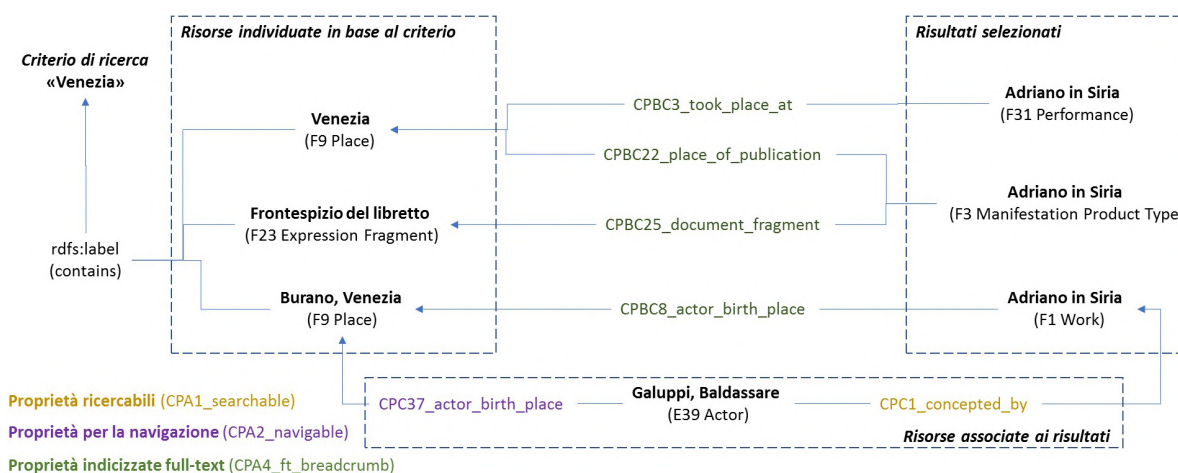 Risorse individuate in base al criterio
Risultati selezionati
Criterio di ricerca
«Venezia»
Venezia
(F9 Place)
CPBC3_took_place_at
Adriano in Siria
(F31 Performance)
CPBC22_place_of_publication
Frontespizio del libretto
(F23 Expression Fragment)
CPBC25_document_fragment
Adriano in Siria
(F3 Manifestation Product Type
rdfs:label
(contains)
Burano, Venezia
(F9 Place)
CPBC8_actor_birth_place
Adriano in Siria
(F1 Work)
Proprietà ricercabili (CPA1_searchable)
Proprietà per la navigazione (CPA2_navigable)
Proprietà indicizzate full-text (CPA4_ft_breadcrumb)
CPC37_actor_birth_place
Galuppi, Baldassare
(E39 Actor)
CPC1_concepted_by
Risorse associate ai risultati